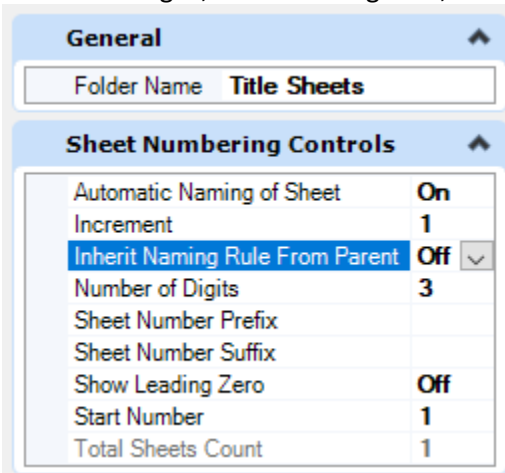 General
Folder Name Title Sheets
Sheet Numbering Controls
Automatic Naming of Sheet On
Increment 1
Inherit Naming Rule From Parent Off
Number of Digits 3
Sheet Number Prefix
Sheet Number Suffix
Show Leading Zero Off
Start Number 1
Total Sheets Count 1